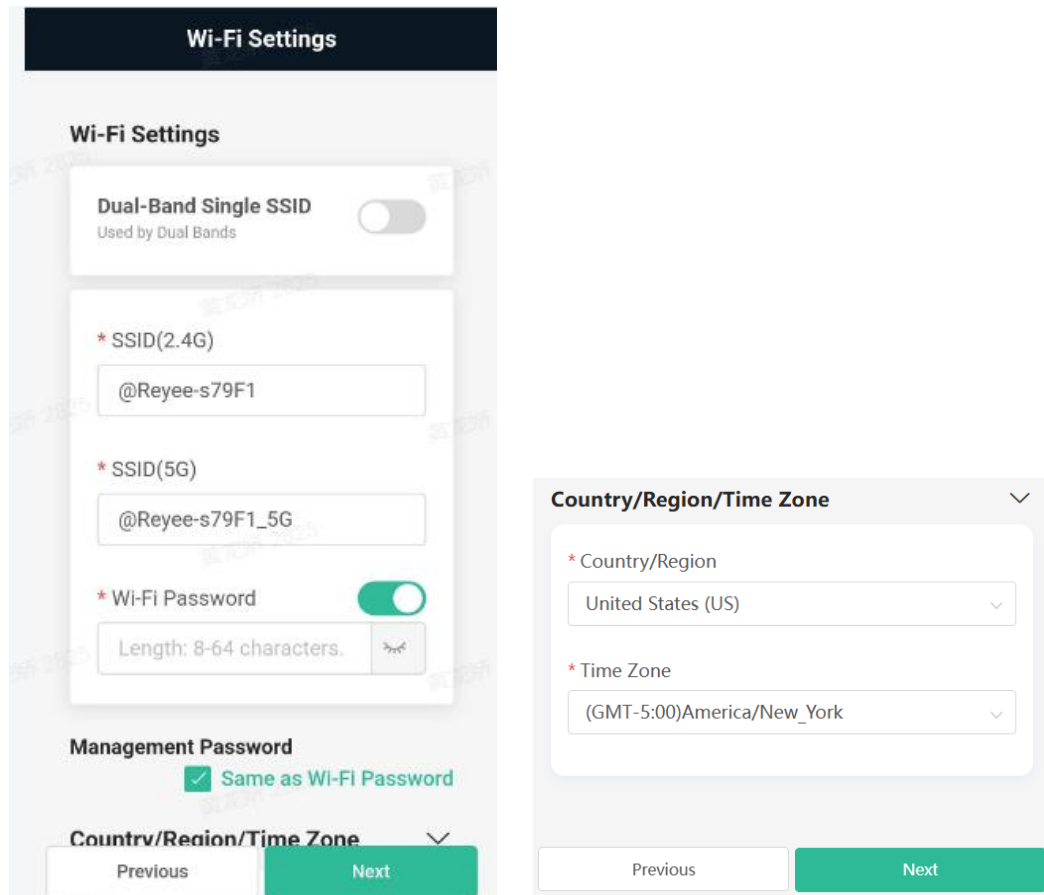 Wi-Fi Settings
Wi-Fi Settings
Dual-Band Single SSID
Used by Dual Bands
* SSID(2.4G)
@Reyee-s79F1
* SSID(5G)
@Reyee-s79F1_5G
* Wi-Fi Password
Length: 8-64 characters.
Management Password
Same as Wi-Fi Password
Country/Region/Time Zone
Previous
Next
Country/Region/Time Zone
* Country/Region
United States (US)
* Time Zone
(GMT-5:00)America/New_York
Previous
Next